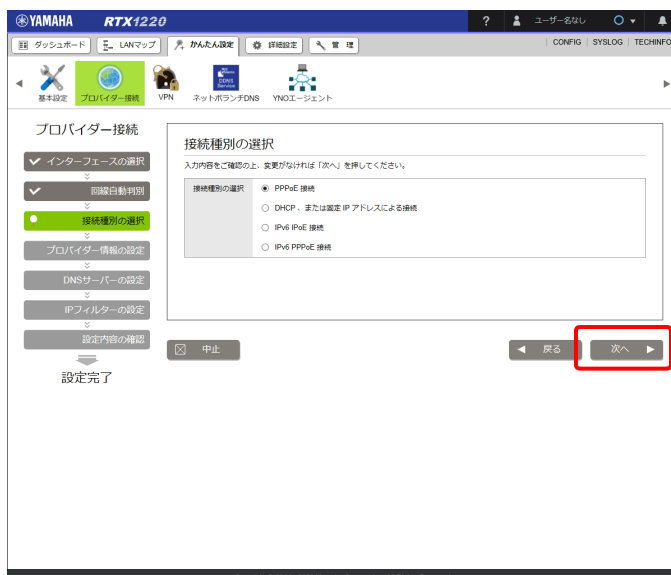 YAMAHA RTX1220 ? ユーザー名なし
ダッシュボード LANマップ かんたん設定 詳細設定 管 理 CONFIG SYSLOG TECHINFO
基本設定 プロバイダー接続 VPN ネットボランチDNS YNOエージェント
プロバイダー接続
インターフェースの選択
回線自動判別
接続種別の選択
プロバイダー情報の設定
DNSサーバーの設定
IPフィルターの設定
設定内容の確認
設定完了
接続種別の選択
入力内容をご確認の上、変更がなければ「次へ」を押してください。
接続種別の選択 PPPoE 接続
DHCP 、または固定 IP アドレスによる接続
IPv6 IPoE 接続
IPv6 PPPoE 接続
中止 戻る 次へ